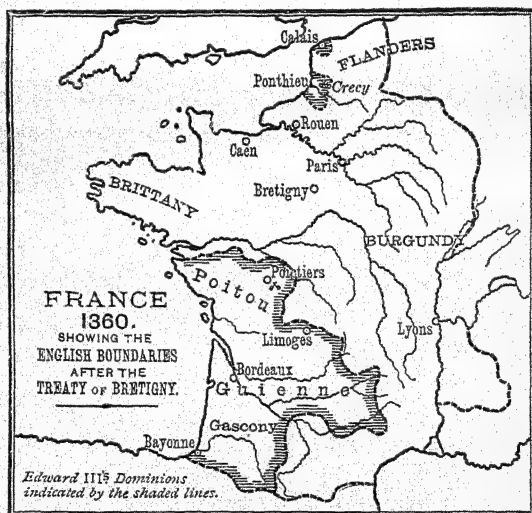 Calais
FLANDERS
Ponthieu
Crecy
Rouen
Caen
Paris
BRITTANY
Bretigny
BURGUNDY
Poitou
Poitiers
FRANCE
1360.
SHOWING THE
ENGLISH BOUNDARIES
AFTER THE
TREATY OF BRETIGNY.
Limoges
Lyons
Bordeaux
Guienne
Gascony
Bayonne
Edward III's Dominions
indicated by the shaded lines.